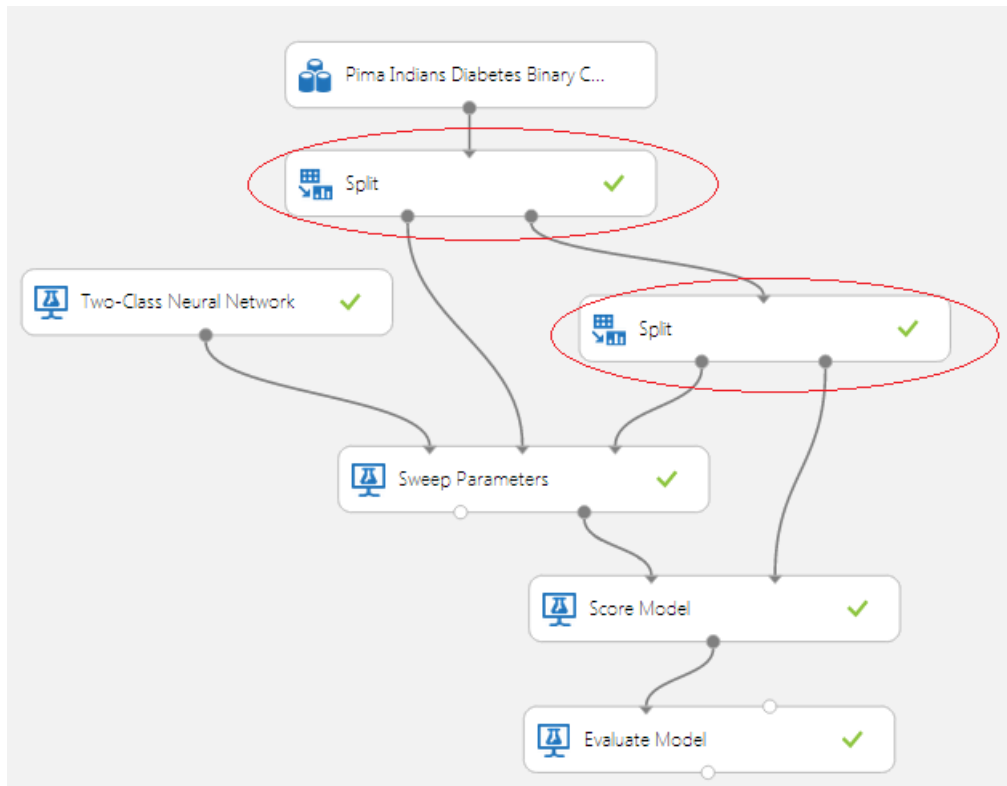 Pima Indians Diabetes Binary C...
Split
Two-Class Neural Network
Split
Sweep Parameters
Score Model
Evaluate Model